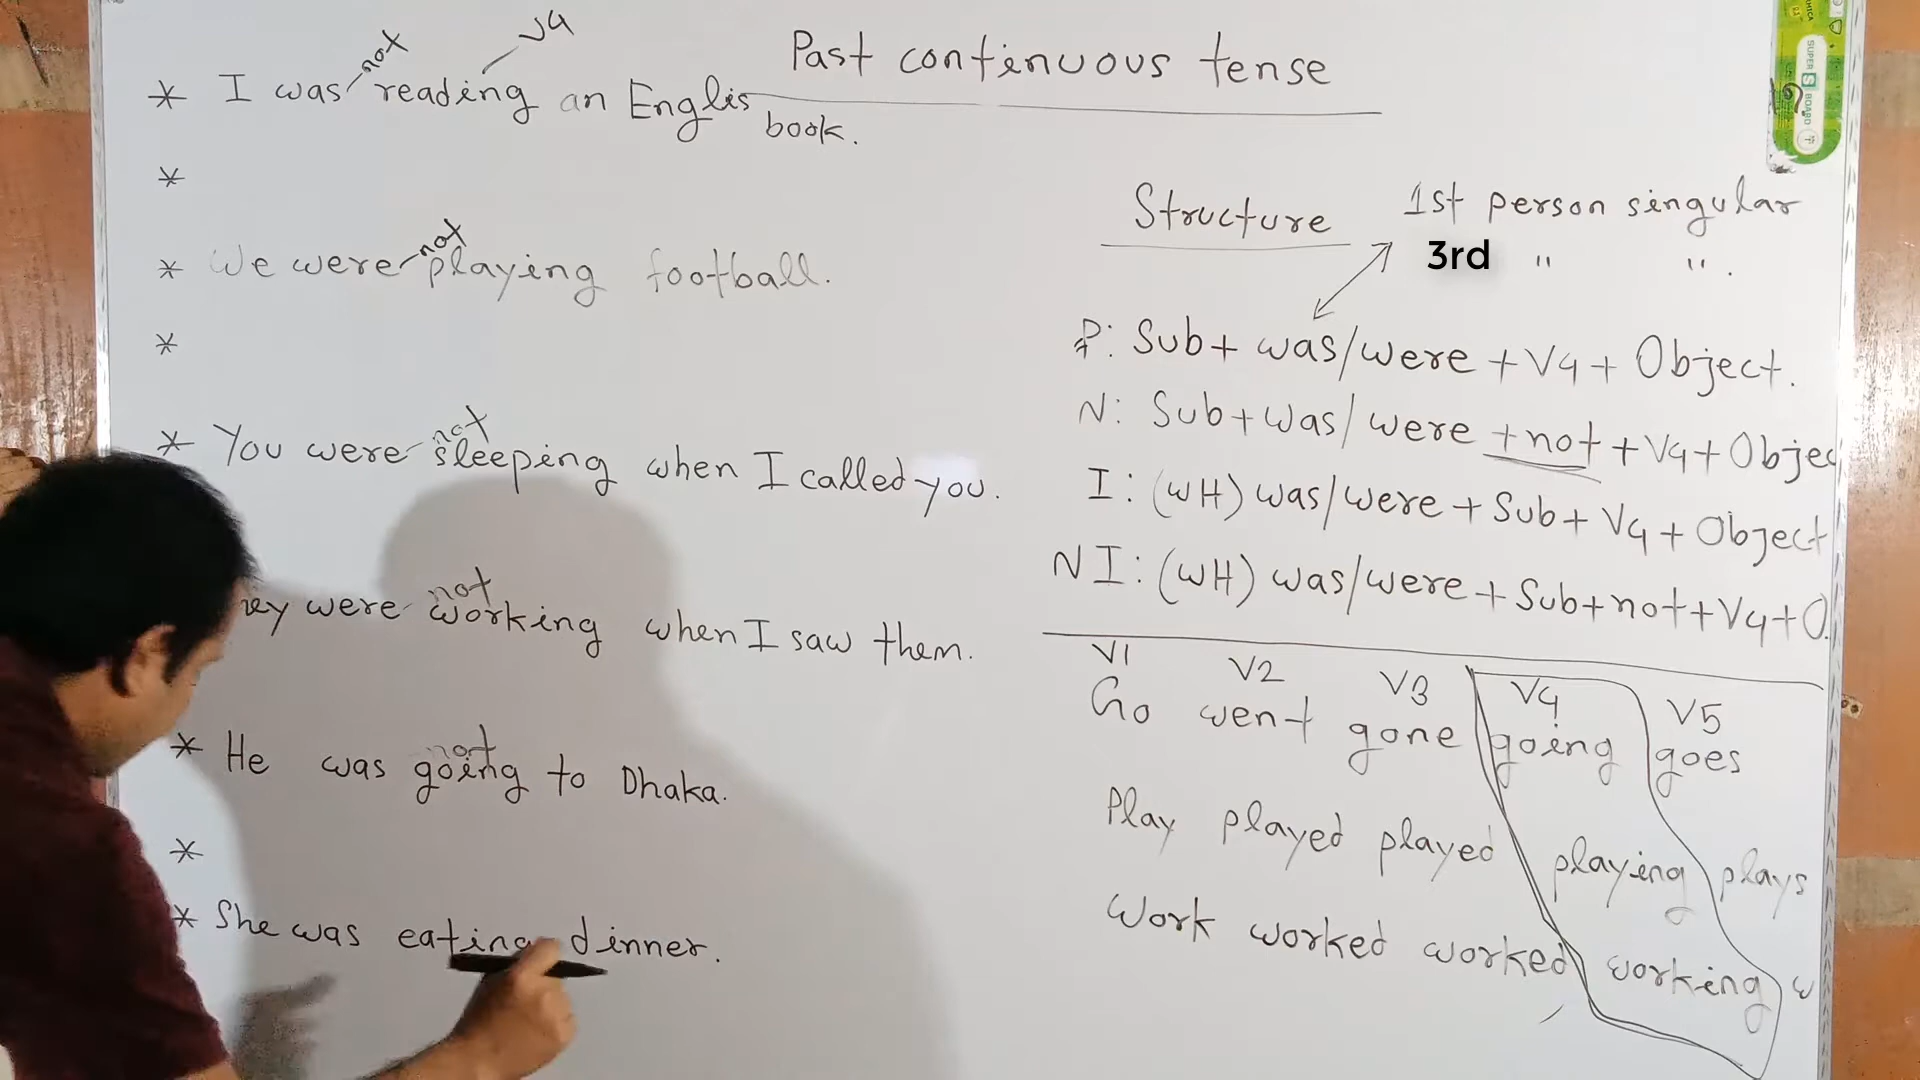 Past continuous tense
V4
not
* I was reading an Englis
book.
*
not
* We were playing football.
*
not
* You were sleeping when I called you.
not
ey were working when I saw them.
not
* He was going to Dhaka.
*
* She was eating dinner.
Structure
1st person singular
3rd " " .
P: Sub + was/were + V4 + Object.
N: Sub + was/were + not + V4 + Objec
I: (WH) was/were + Sub + V4 + Object
NI: (WH) was/were + Sub + not + V4 + O.
V1 V2 V3 V4 V5
Go went gone going goes
Play played played playing plays
Work worked worked working w
SUPER S BOARD